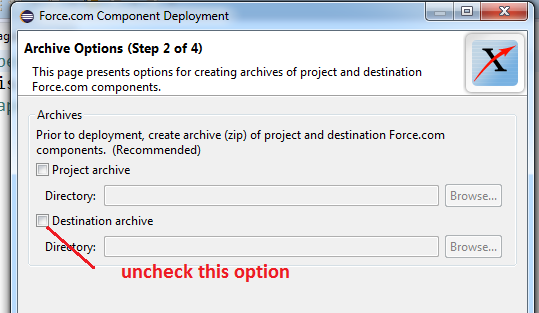 Force.com Component Deployment
Archive Options (Step 2 of 4)
This page presents options for creating archives of project and destination
Force.com components.
Archives
Prior to deployment, create archive (zip) of project and destination Force.com
components. (Recommended)
Project archive
Directory:
Browse...
Destination archive
Directory:
Browse...
uncheck this option